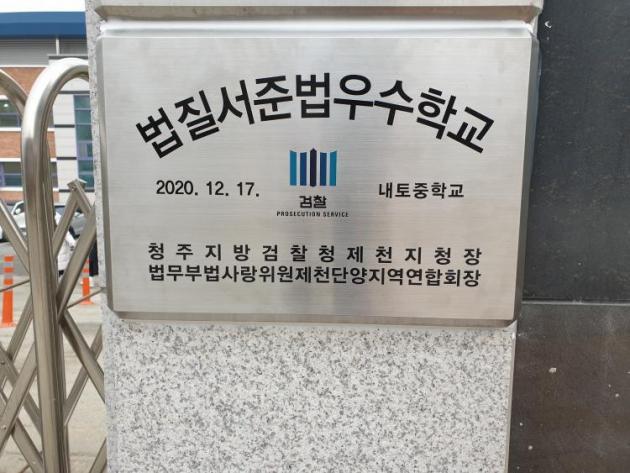 법질서준법우수학교
2020. 12. 17.
검찰
PROSECUTION SERVICE
내토중학교
청주지방검찰청제천지청장
법무부법사랑위원제천단양지역연합회장